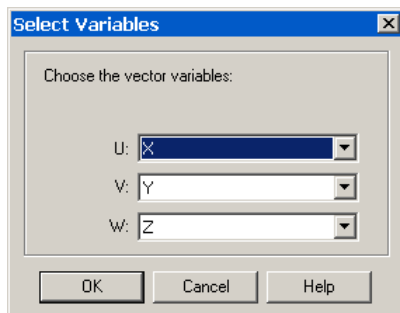 Select Variables
Choose the vector variables:
U: X
V: Y
W: Z
OK Cancel Help